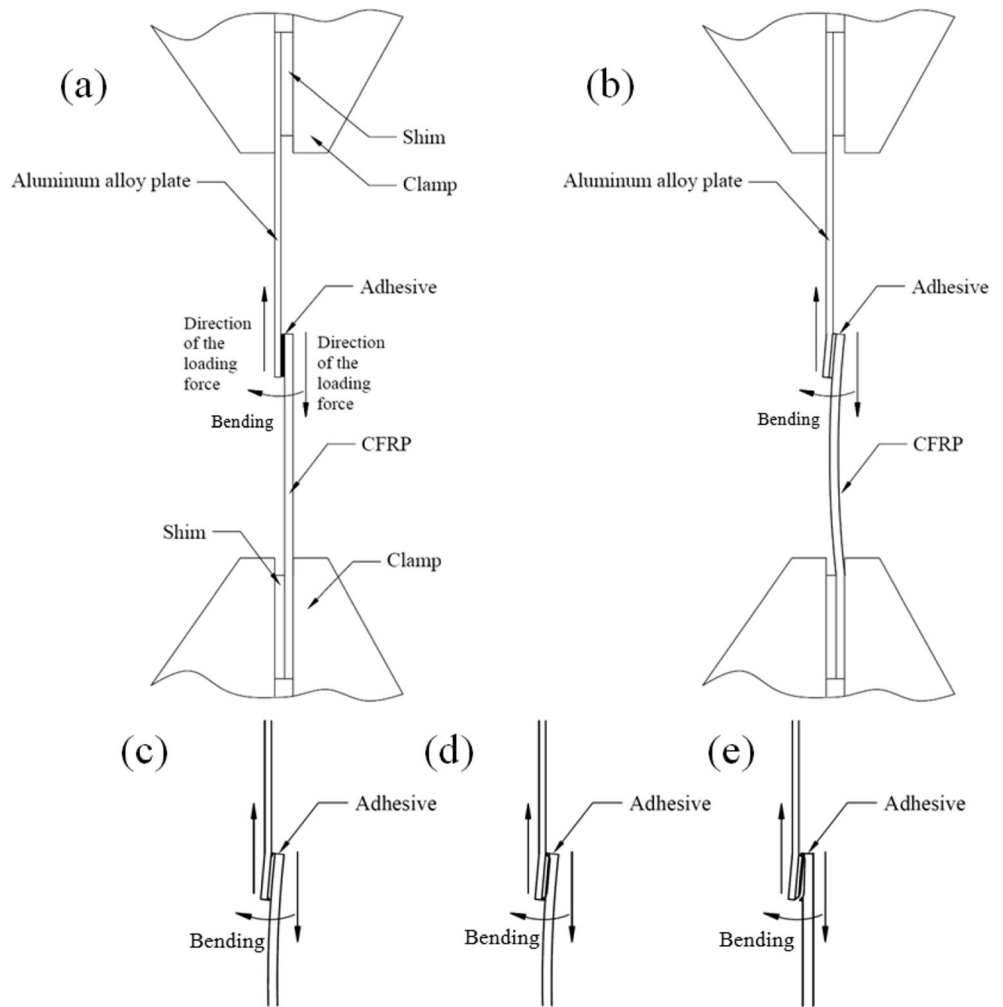 (a)
Shim
Clamp
Aluminum alloy plate
Adhesive
Direction
of the
loading
force
Direction
of the
loading
force
Bending
CFRP
Shim
Clamp
(b)
Aluminum alloy plate
Adhesive
Bending
CFRP
(c)
Adhesive
Bending
(d)
Adhesive
Bending
(e)
Adhesive
Bending